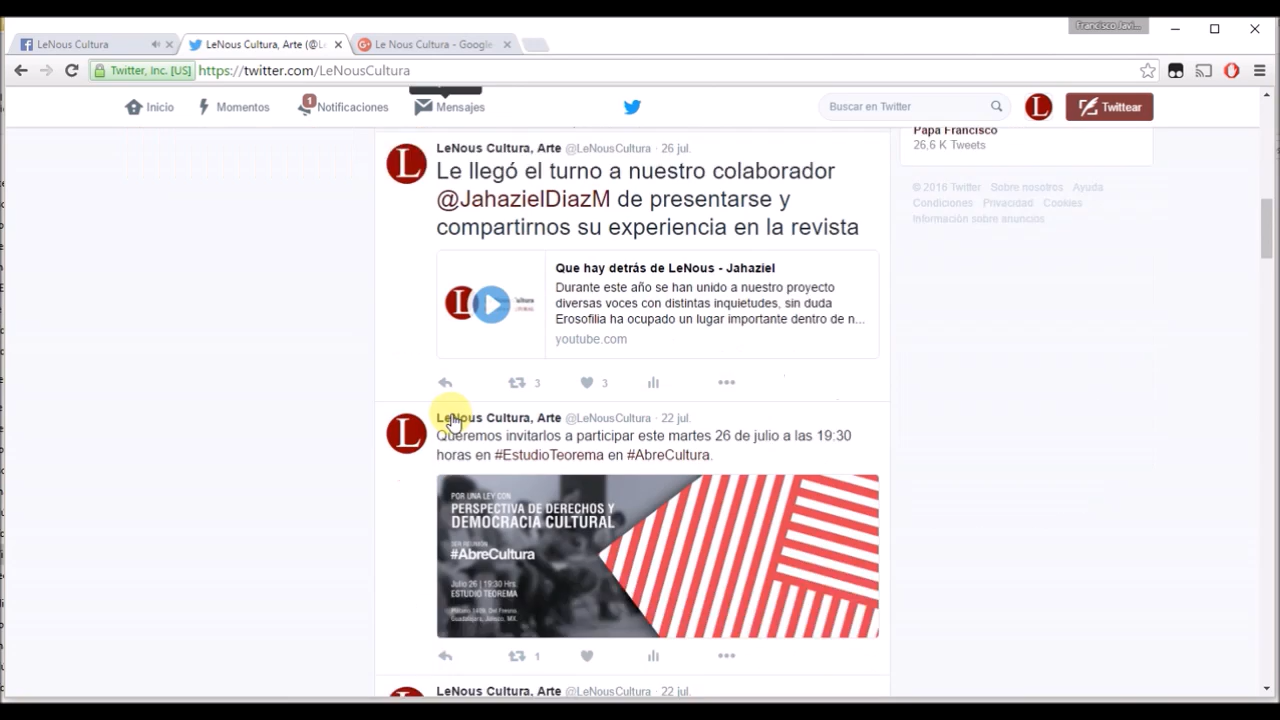 Francisco Javi...
LeNous Cultura
LeNous Cultura, Arte (@L
Le Nous Cultura - Google
Twitter, Inc. [US] https://twitter.com/LeNousCultura
Inicio
Momentos
1
Notificaciones
Mensajes
Buscar en Twitter
L
Twittear
Papa Francisco
26,6 K Tweets
© 2016 Twitter Sobre nosotros Ayuda
Condiciones Privacidad Cookies
Información sobre anuncios
L
LeNous Cultura, Arte @LeNousCultura · 26 jul.
Le llegó el turno a nuestro colaborador
@JahazielDiazM de presentarse y
compartirnos su experiencia en la revista
Que hay detrás de LeNous - Jahaziel
Durante este año se han unido a nuestro proyecto
diversas voces con distintas inquietudes, sin duda
Erosofilia ha ocupado un lugar importante dentro de n...
youtube.com
3
3
L
LeNous Cultura, Arte @LeNousCultura · 22 jul.
Queremos invitarlos a participar este martes 26 de julio a las 19:30
horas en #EstudioTeorema en #AbreCultura.
POR UNA LEY CON
PERSPECTIVA DE DERECHOS Y
DEMOCRACIA CULTURAL
#AbreCultura
Julio 26 | 19:30 Hrs.
ESTUDIO TEOREMA
Guadalajara, Jalisco, MX.
1
LeNous Cultura, Arte @LeNousCultura · 22 jul.